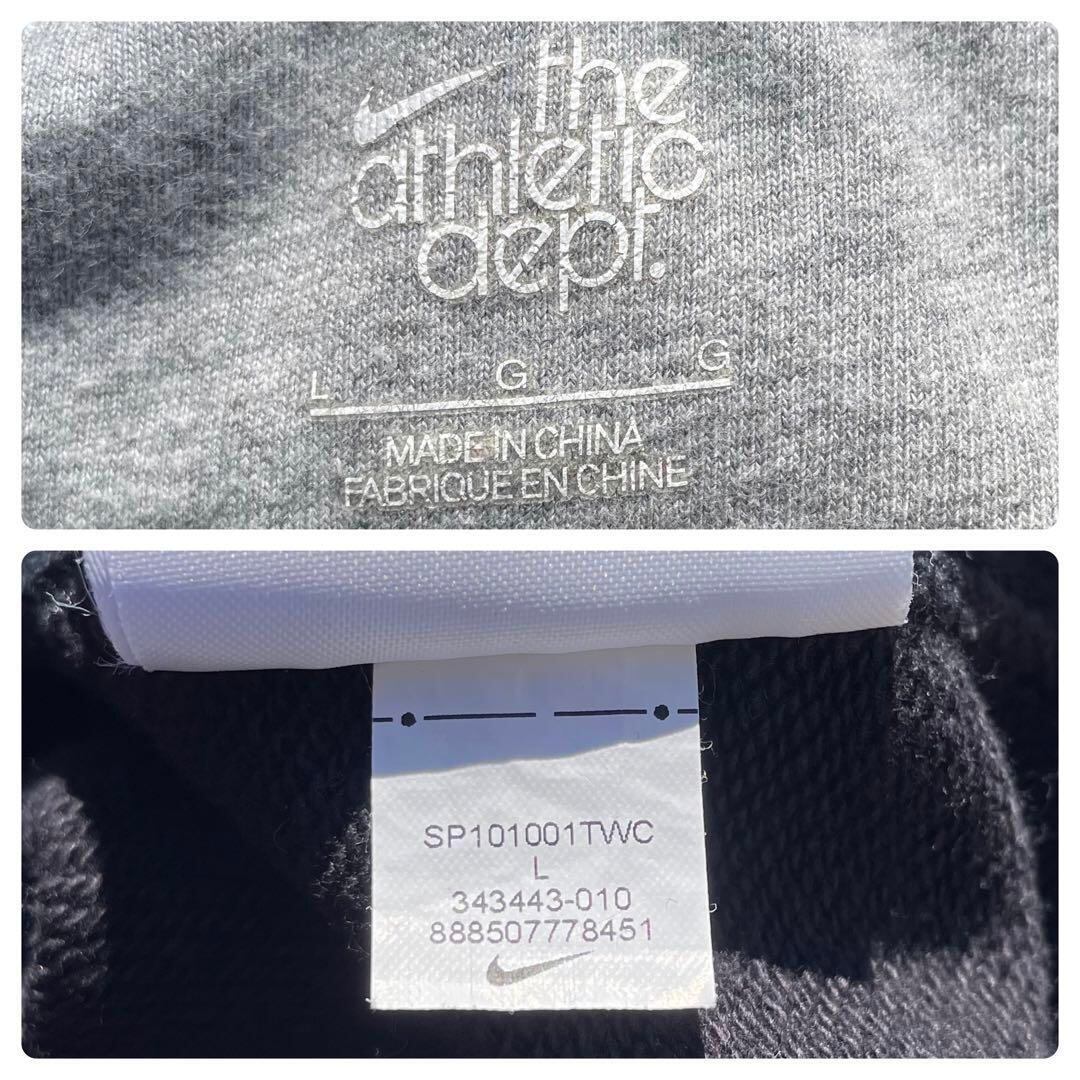 the
athletic
dept.
L G G
MADE IN CHINA
FABRIQUE EN CHINE
SP101001TWC
L
343443-010
888507778451